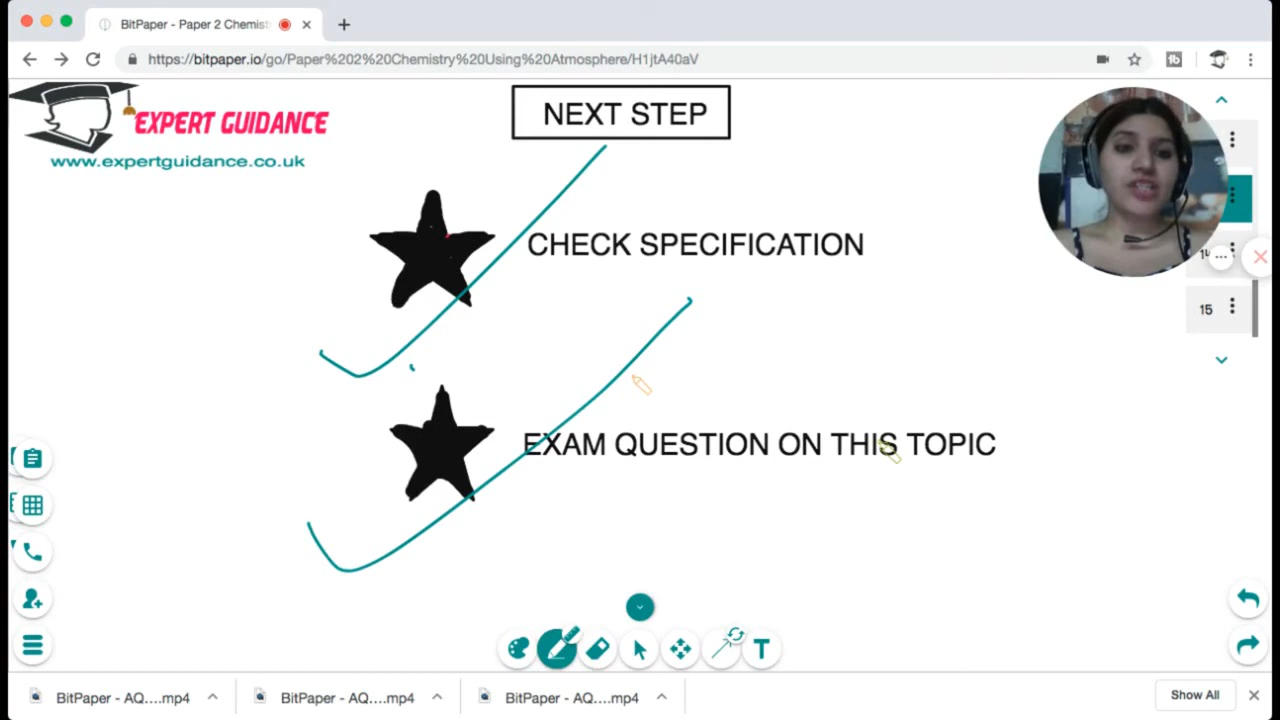 BitPaper - Paper 2 Chemist
https://bitpaper.io/go/Paper%202%20Chemistry%20Using%20Atmosphere/H1jtA40aV
EXPERT GUIDANCE
www.expertguidance.co.uk
NEXT STEP
CHECK SPECIFICATION
EXAM QUESTION ON THIS TOPIC
15
T
BitPaper - AQ....mp4
BitPaper - AQ....mp4
BitPaper - AQ....mp4
Show All